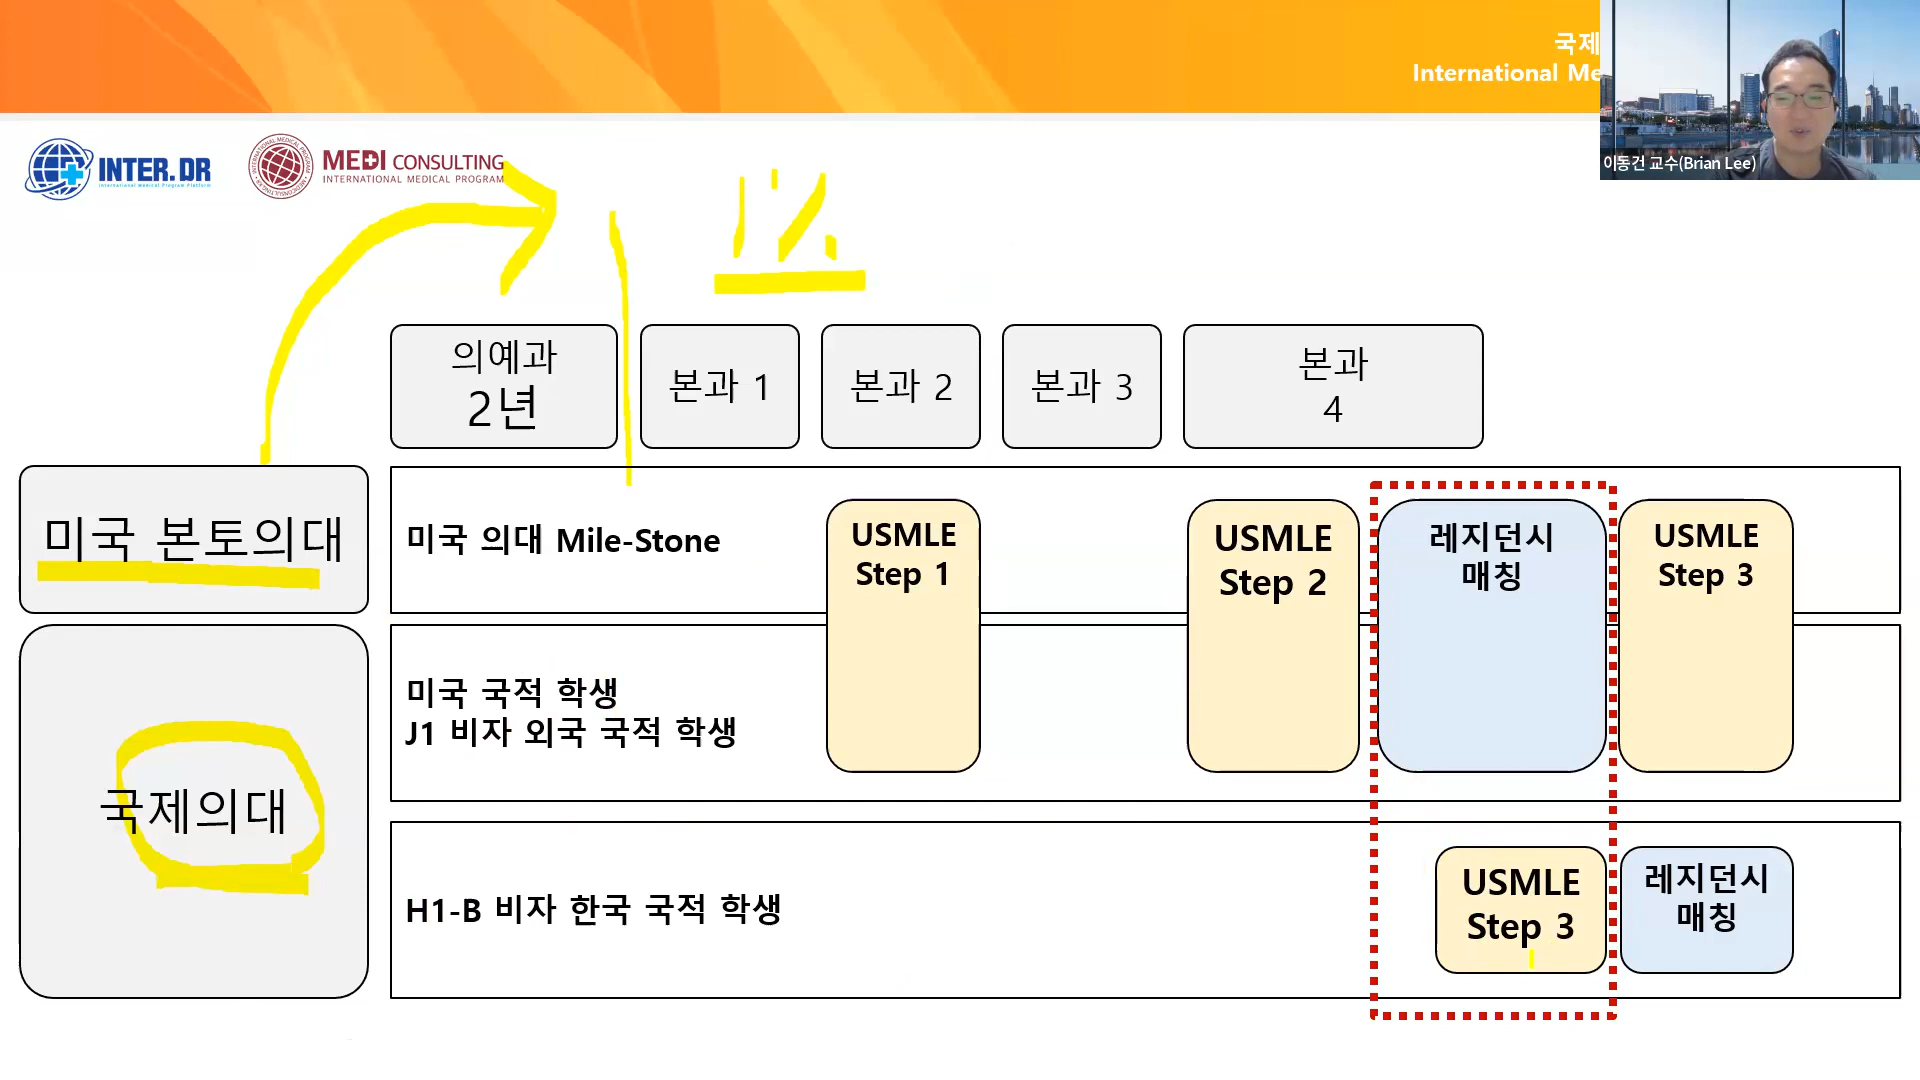 국제
International Me
이동건 교수(Brian Lee)
INTER.DR
International Medical Program Platform
MEDI CONSULTING
INTERNATIONAL MEDICAL PROGRAM
1%
의예과
2년
본과 1
본과 2
본과 3
본과
4
미국 본토의대
미국 의대 Mile-Stone
USMLE
Step 1
USMLE
Step 2
레지던시
매칭
USMLE
Step 3
국제의대
미국 국적 학생
J1 비자 외국 국적 학생
H1-B 비자 한국 국적 학생
USMLE
Step 3
레지던시
매칭